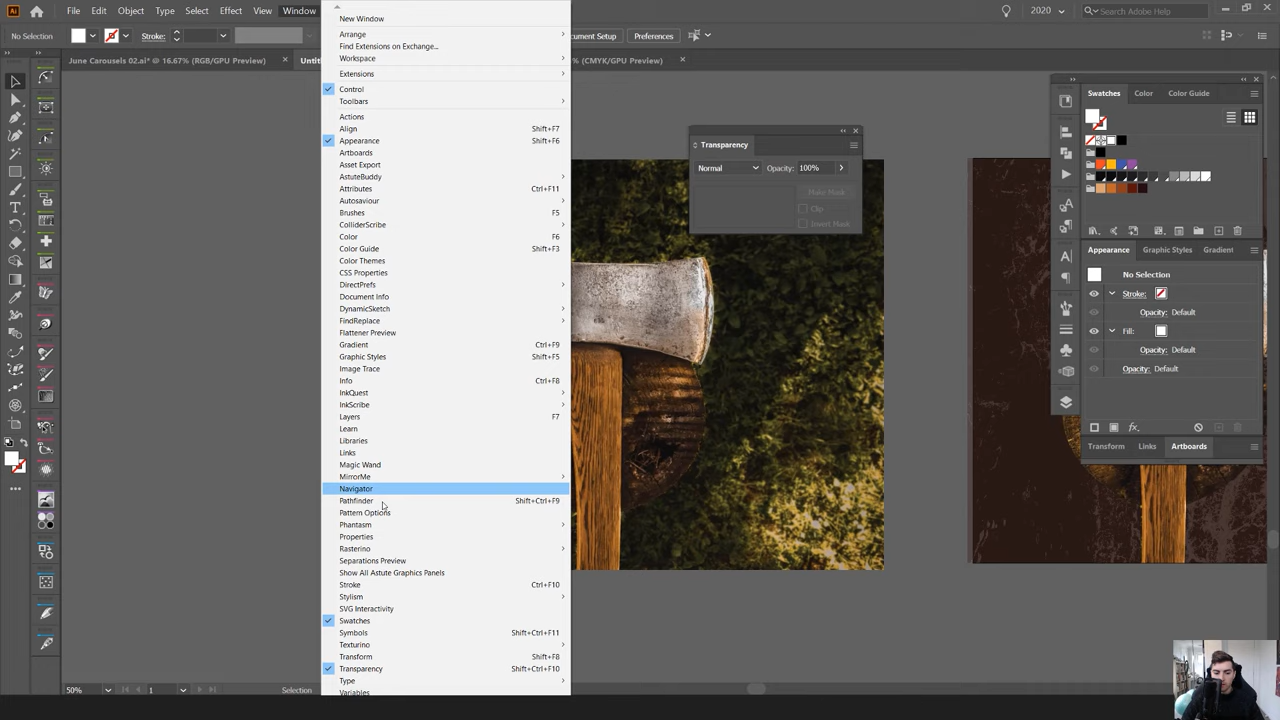 Ai File Edit Object Type Select Effect Window
2020 Search Adobe Help
No Selection Stroke: Document Setup Preferences
June Carousels 02.ai* @ 16.67% (RGB/GPU Preview) × % (CMYK/GPU Preview) ×
New Window
Arrange
Find Extensions on Exchange...
Workspace
Extensions
Control
Toolbars
Actions
Align Shift+F7
Appearance Shift+F6
Artboards
Asset Export
AstuteBuddy
Attributes Ctrl+F11
Autosaviour
Brushes F5
ColliderScribe
Color F6
Color Guide Shift+F3
Color Themes
CSS Properties
DirectPrefs
Document Info
DynamicSketch
FindReplace
Flattener Preview
Gradient Ctrl+F9
Graphic Styles Shift+F5
Image Trace
Info Ctrl+F8
InkQuest
InkScribe
Layers F7
Learn
Libraries
Links
Magic Wand
MirrorMe
Navigator
Pathfinder Shift+Ctrl+F9
Pattern Options
Phantasm
Properties
Rasterino
Separations Preview
Show All Astute Graphics Panels
Stroke Ctrl+F10
Stylism
SVG Interactivity
Swatches
Symbols Shift+Ctrl+F11
Texturino
Transform Shift+F8
Transparency Shift+Ctrl+F10
Type
Variables
Transparency
Normal Opacity: 100%
Make Mask
Clip
Invert Mask
Swatches Color Color Guide
Appearance Graphic Styles Gradient
No Selection
Stroke:
Opacity: Default
Fill:
Opacity: Default
Opacity: Default
Transform Links Artboards
50% 1 Selection